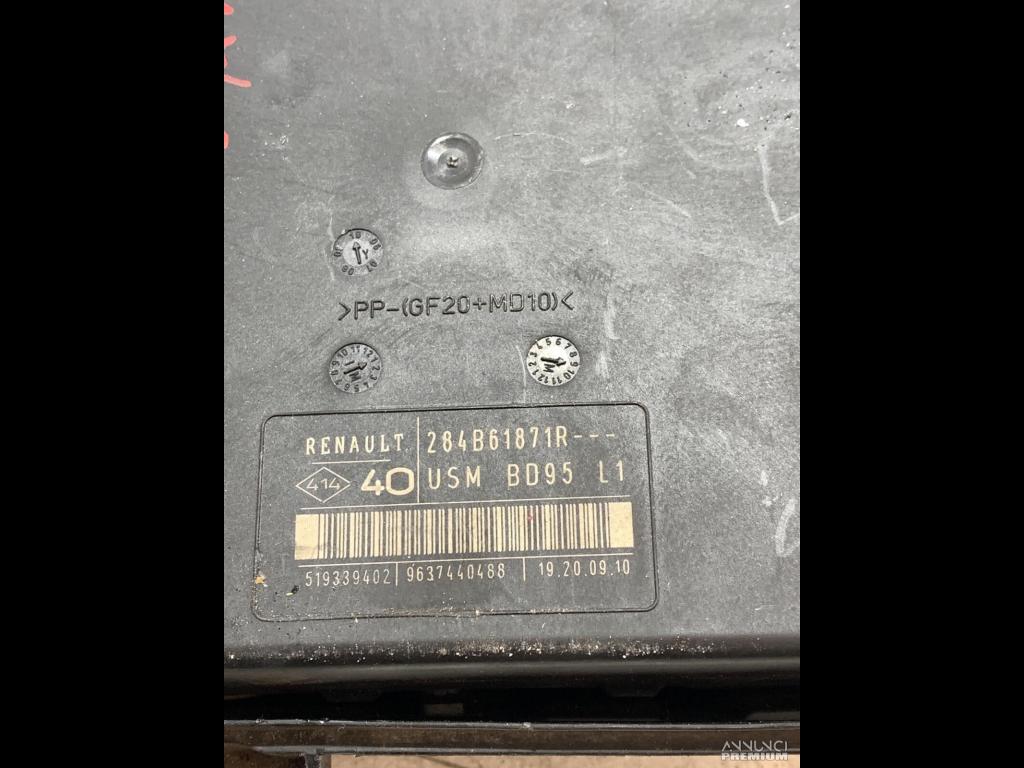 >PP-(GF20+MD10)<
RENAULT 284B61871R---
414 40 USM BD95 L1
519339402 9637440488 19.20.09.10
ANNUNCI
PREMIUM